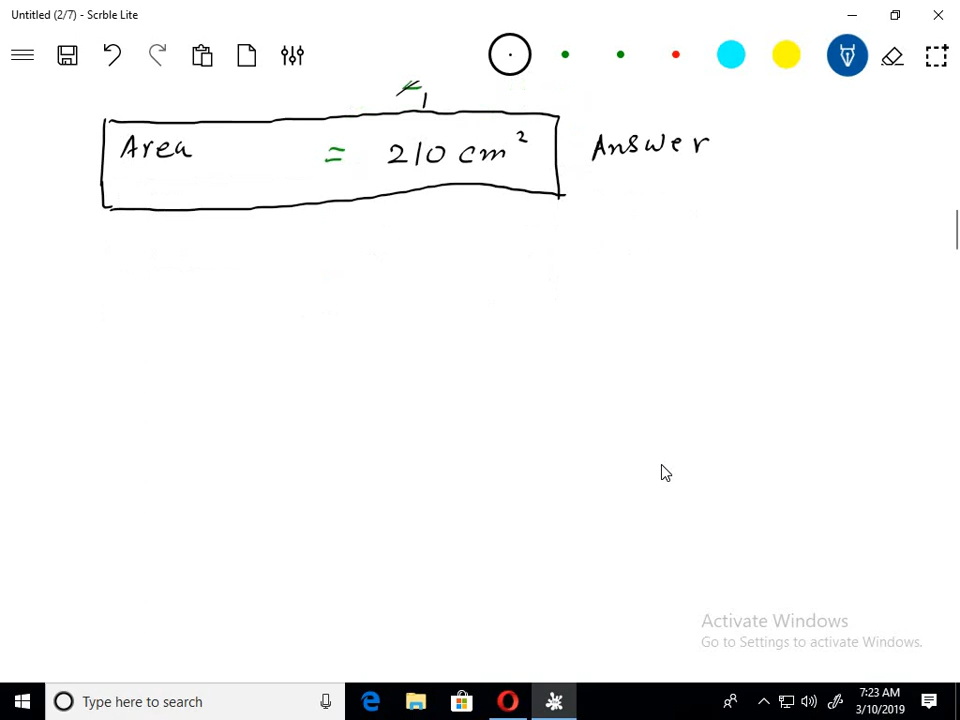 Untitled (2/7) - Scrble Lite
1
Area = 210 cm² Answer
Activate Windows
Go to Settings to activate Windows.
Type here to search
7:23 AM
3/10/2019